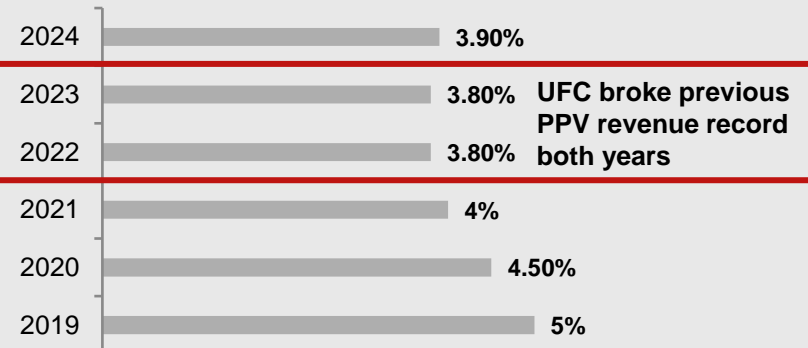 2024 3.90%
2023 3.80% UFC broke previous
PPV revenue record
2022 3.80% both years
2021 4%
2020 4.50%
2019 5%